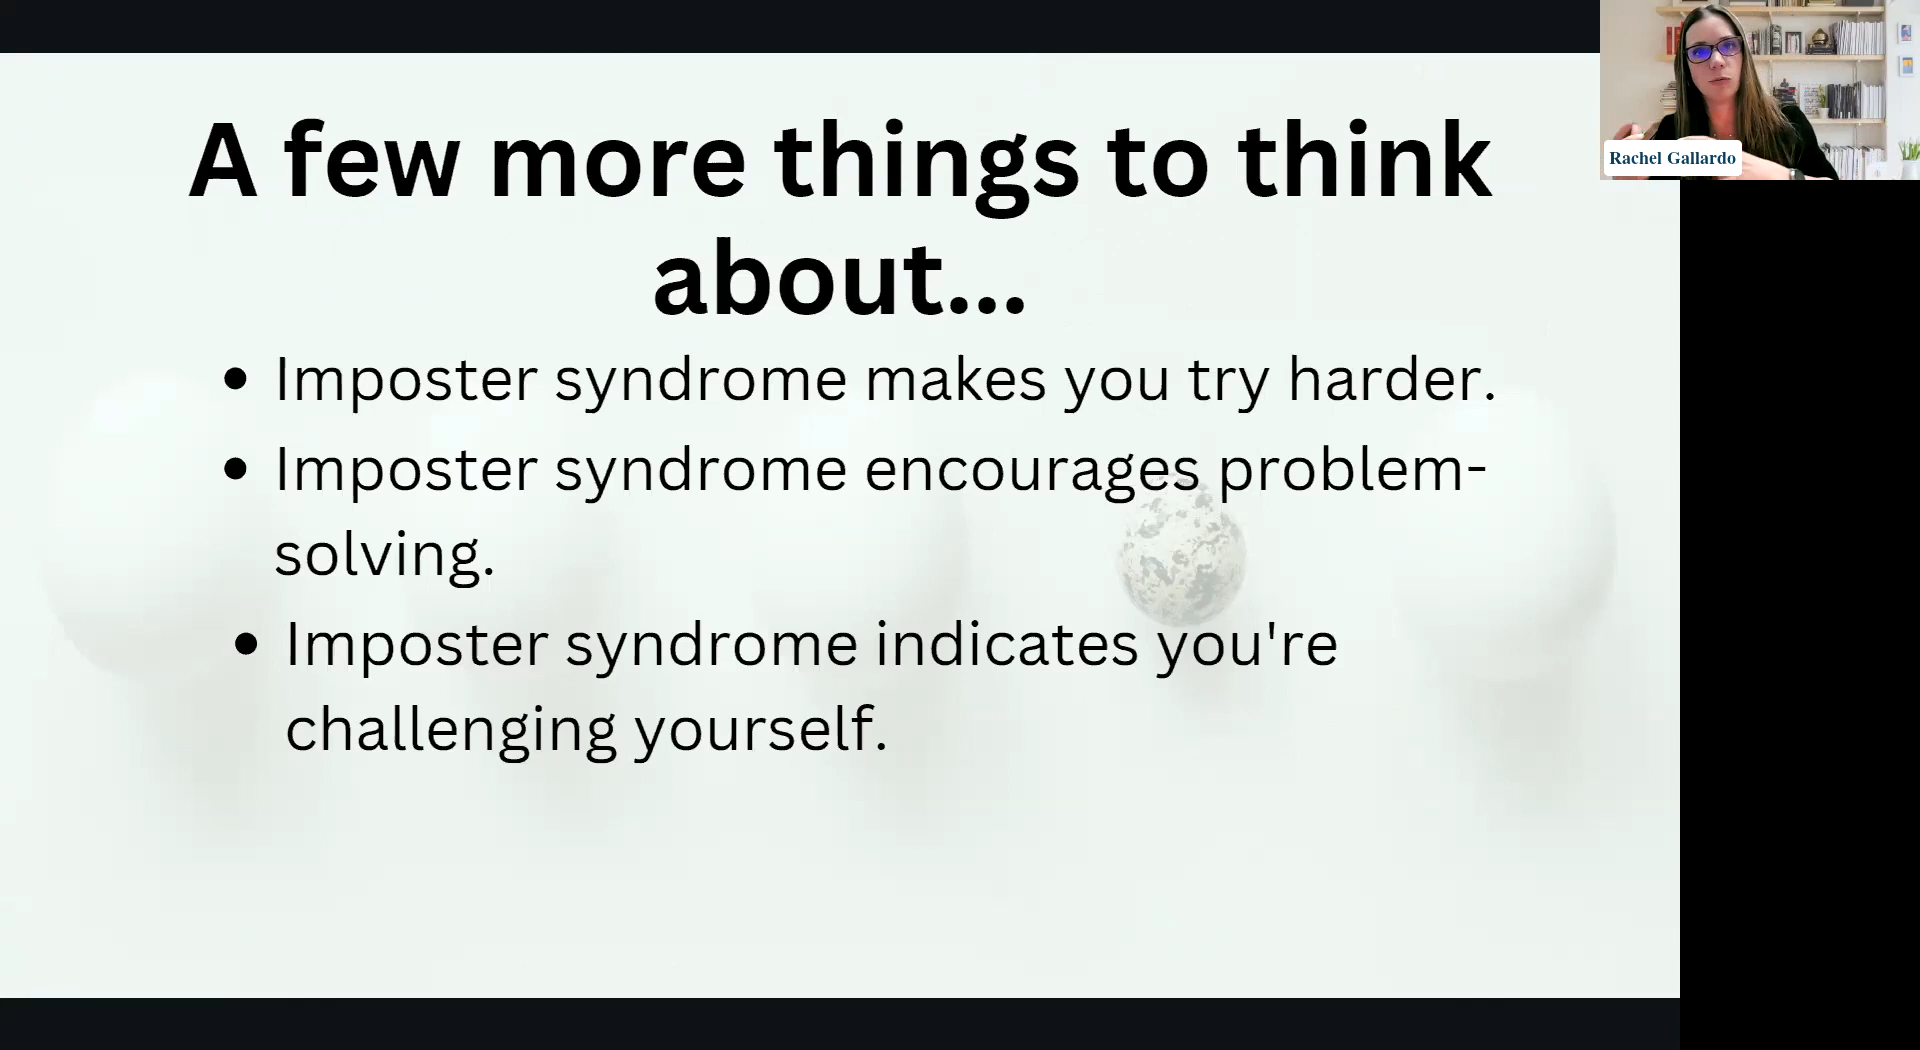 A few more things to think
about...
• Imposter syndrome makes you try harder.
• Imposter syndrome encourages problem-
solving.
• Imposter syndrome indicates you're
challenging yourself.
Rachel Gallardo